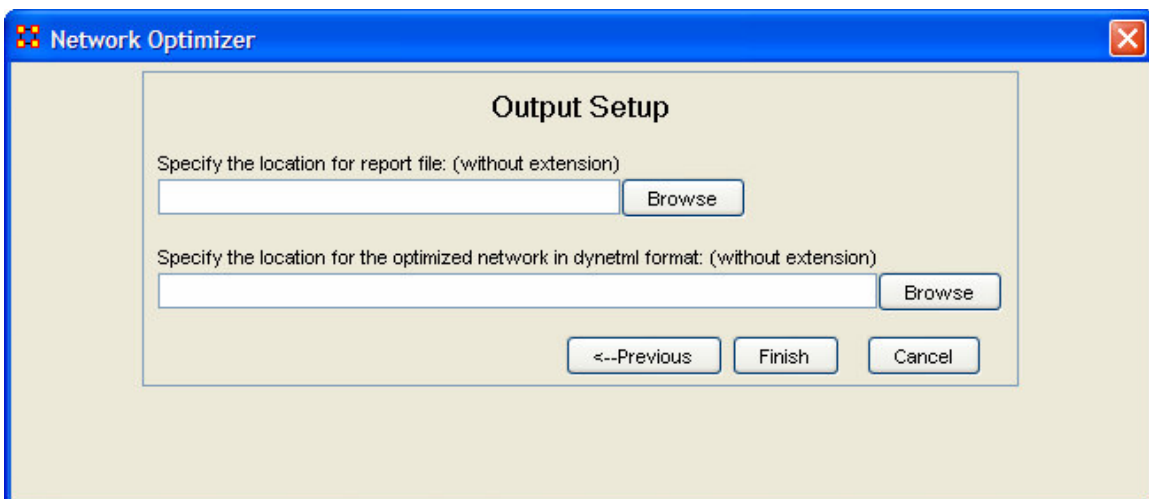 Network Optimizer
Output Setup
Specify the location for report file: (without extension)
Browse
Specify the location for the optimized network in dynetml format: (without extension)
Browse
<--Previous Finish Cancel